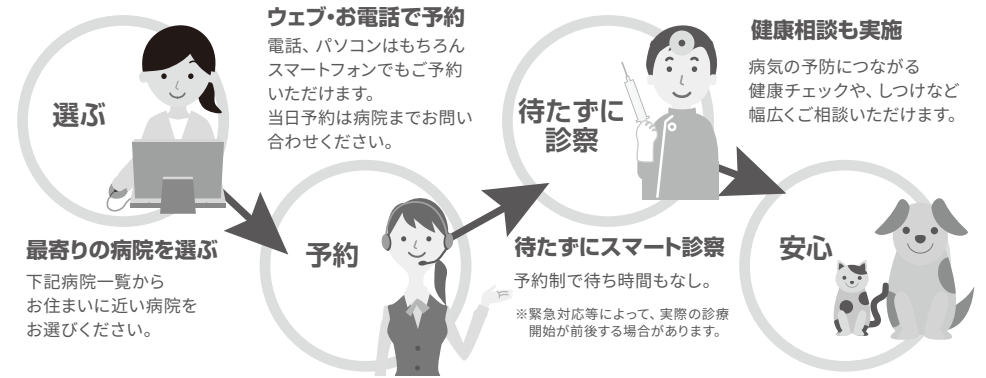 選ぶ
最寄りの病院を選ぶ
下記病院一覧から
お住まいに近い病院を
お選びください。
ウェブ・お電話で予約
電話、パソコンはもちろん
スマートフォンでもご予約
いただけます。
当日予約は病院までお問い
合わせください。
予約
待たずに
診察
待たずにスマート診察
予約制で待ち時間もなし。
※緊急対応等によって、実際の診療
開始が前後する場合があります。
健康相談も実施
病気の予防につながる
健康チェックや、しつけなど
幅広くご相談いただけます。
安心